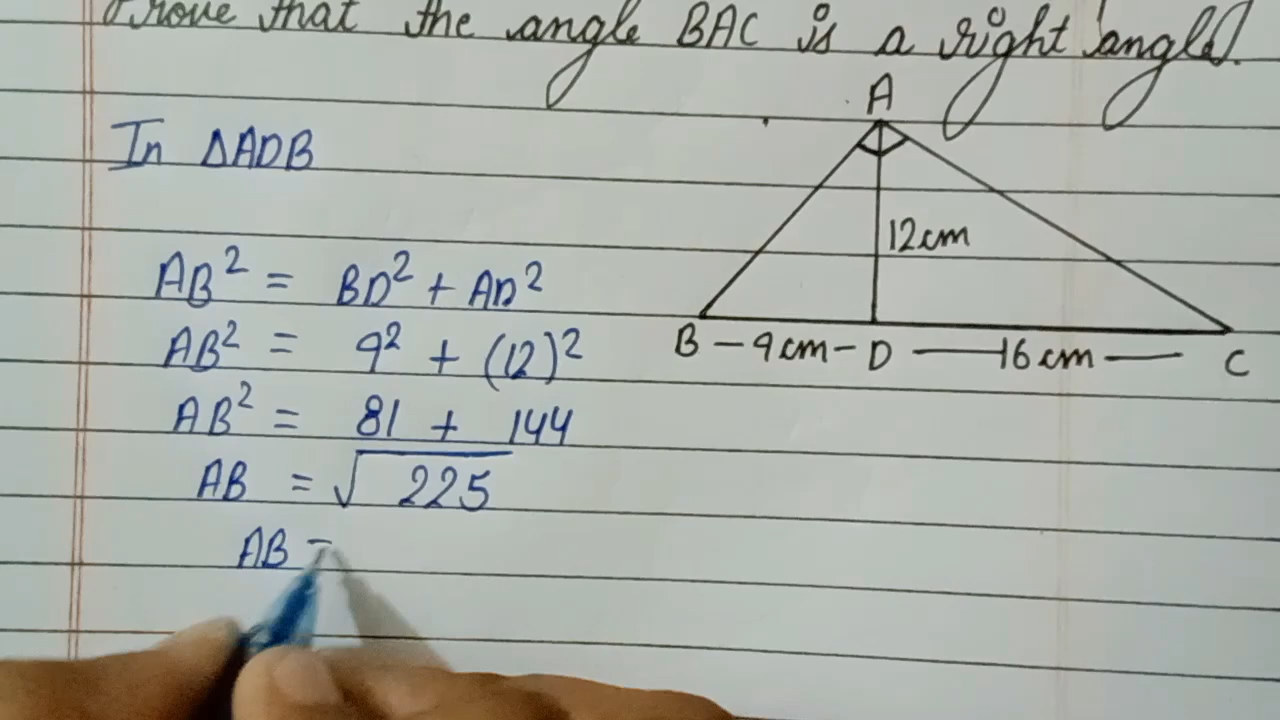 Prove that the angle BAC is a right angle.
A
In ΔADB
12cm
AB² = BD² + AD²
AB² = 9² + (12)²
B - 9cm - D - 16cm - C
AB² = 81 + 144
AB = √225
AB =